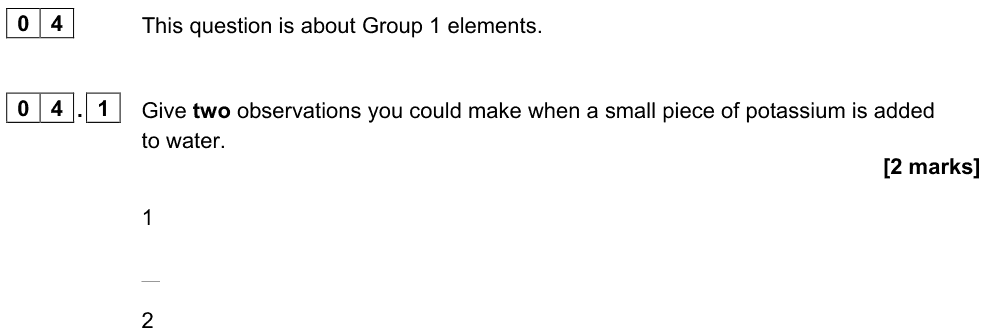 0 4 This question is about Group 1 elements.
0 4 . 1 Give two observations you could make when a small piece of potassium is added
to water.
[2 marks]
1
2